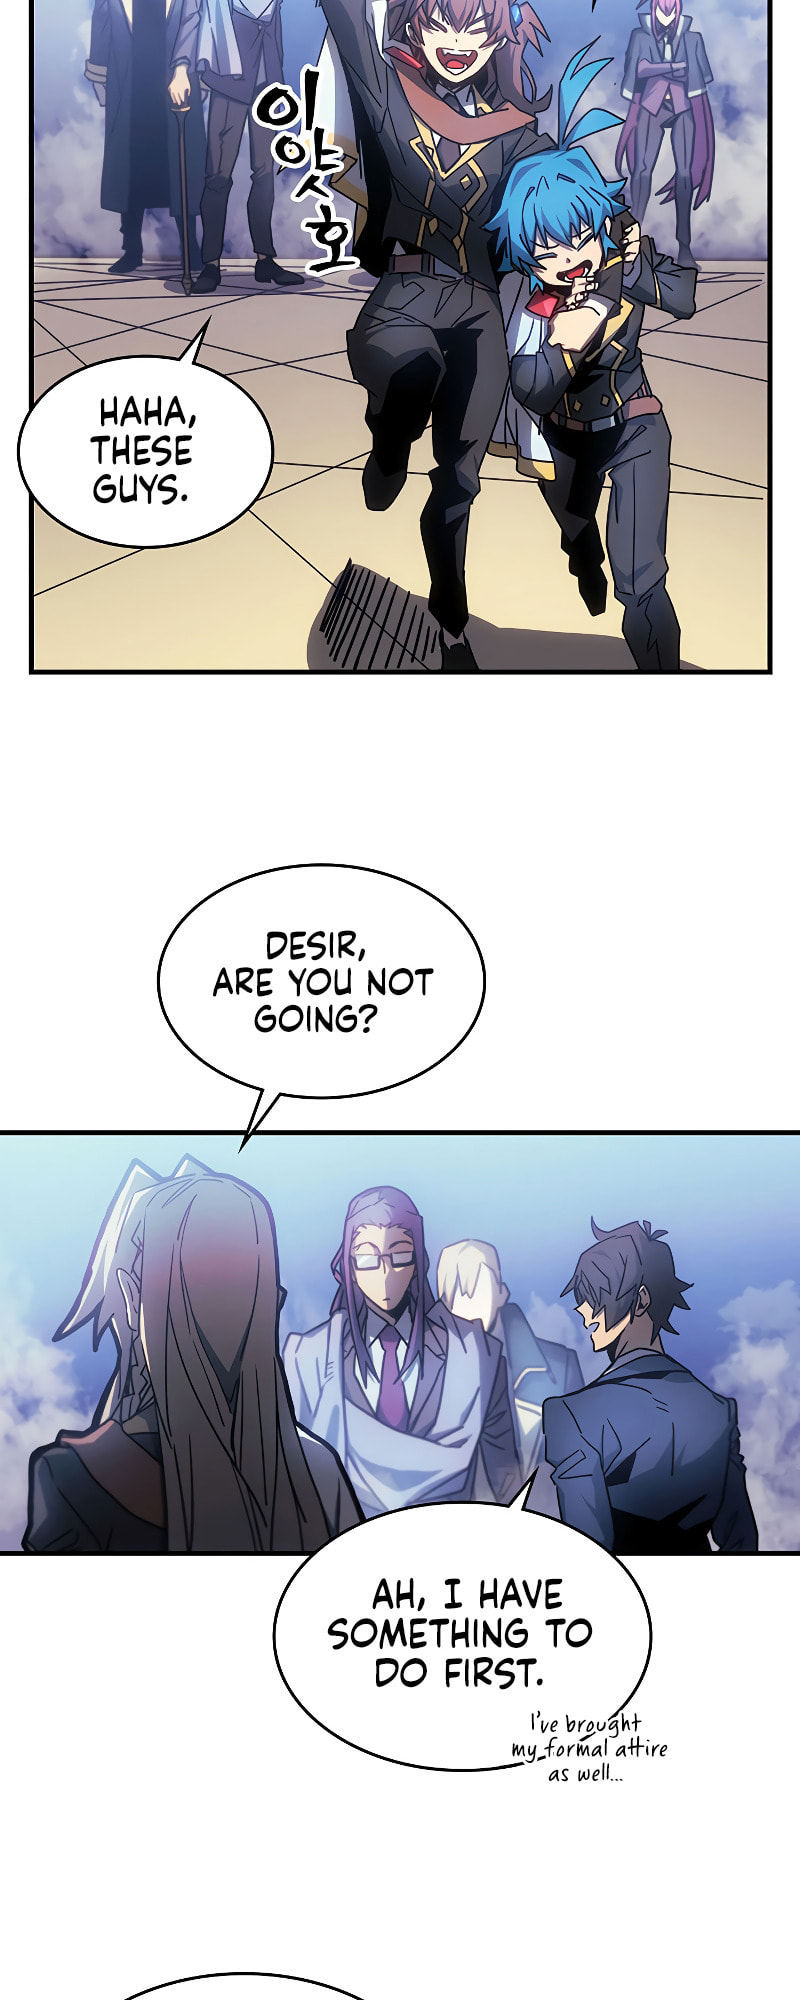 이얏호
HAHA,
THESE
GUYS.
DESIR,
ARE YOU NOT
GOING?
AH, I HAVE
SOMETHING TO
DO FIRST.
I've brought
my formal attire
as well...